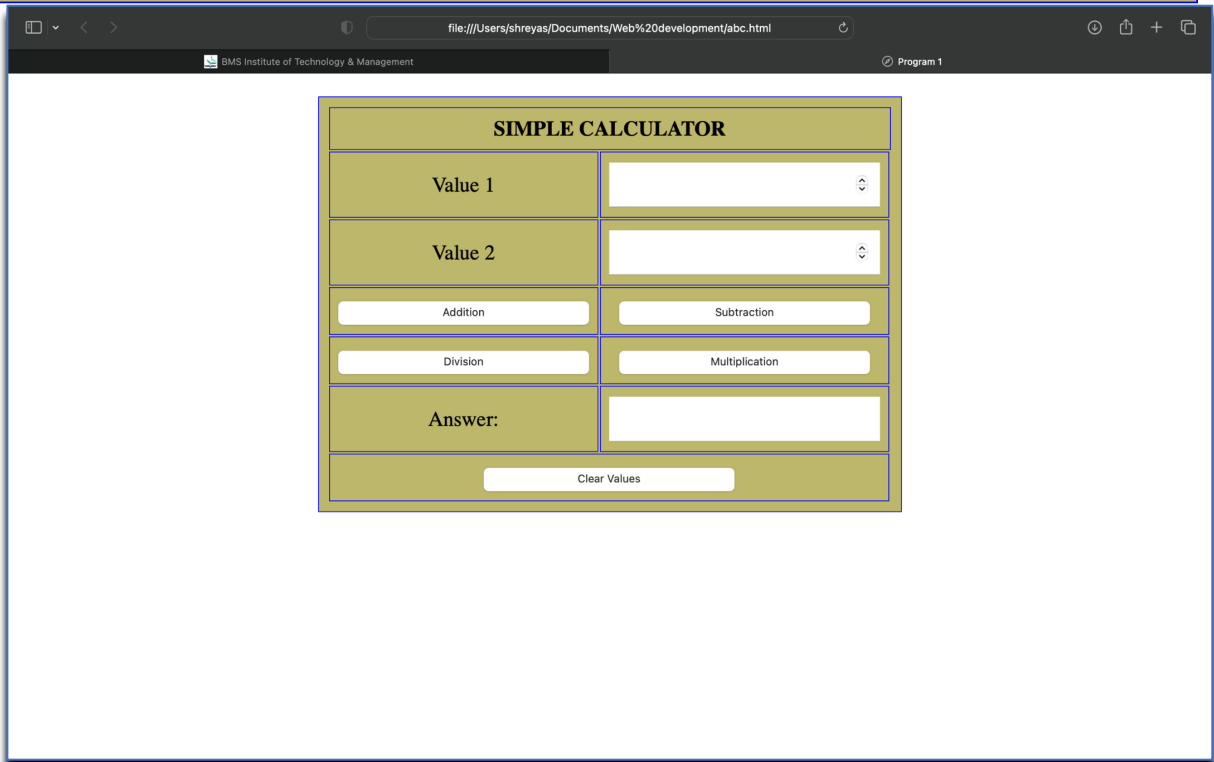 file:///Users/shreyas/Documents/Web%20development/abc.html
BMS Institute of Technology & Management
Program 1
SIMPLE CALCULATOR
Value 1
Value 2
Addition
Subtraction
Division
Multiplication
Answer:
Clear Values